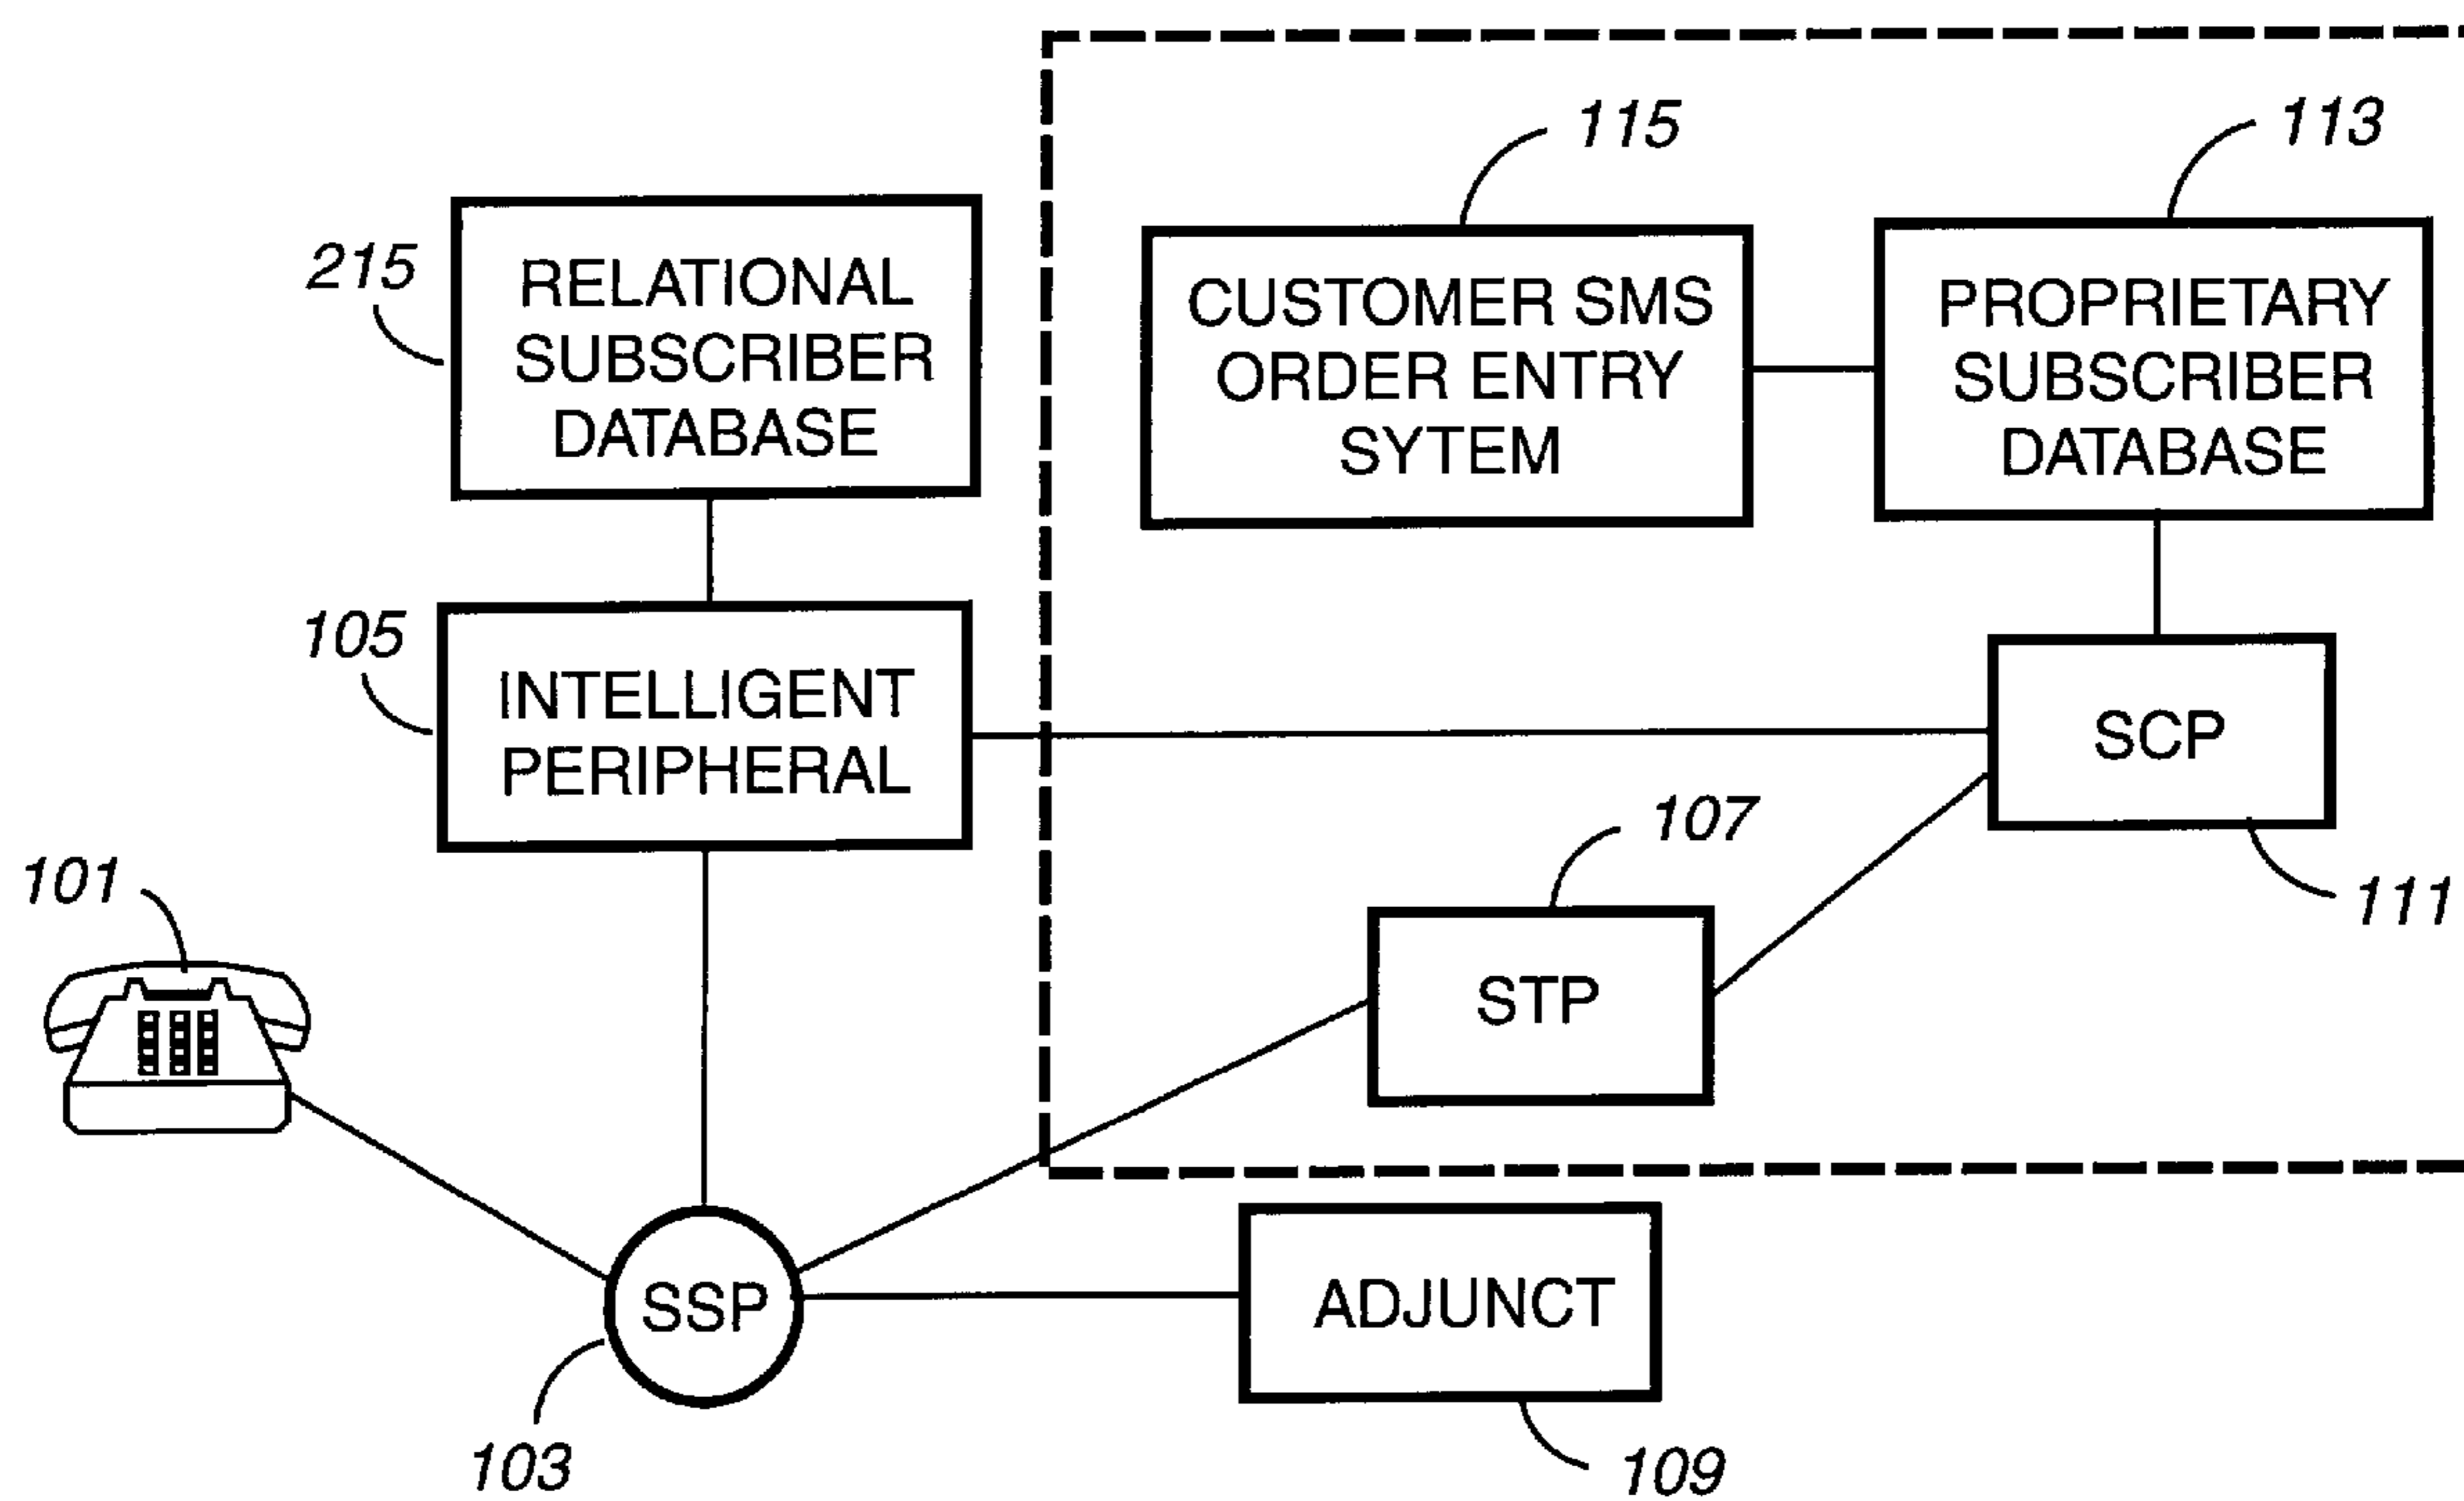 115
113
215
RELATIONAL
SUBSCRIBER
DATABASE
CUSTOMER SMS
ORDER ENTRY
SYTEM
PROPRIETARY
SUBSCRIBER
DATABASE
105
INTELLIGENT
PERIPHERAL
SCP
107
111
101
STP
SSP
ADJUNCT
103
109